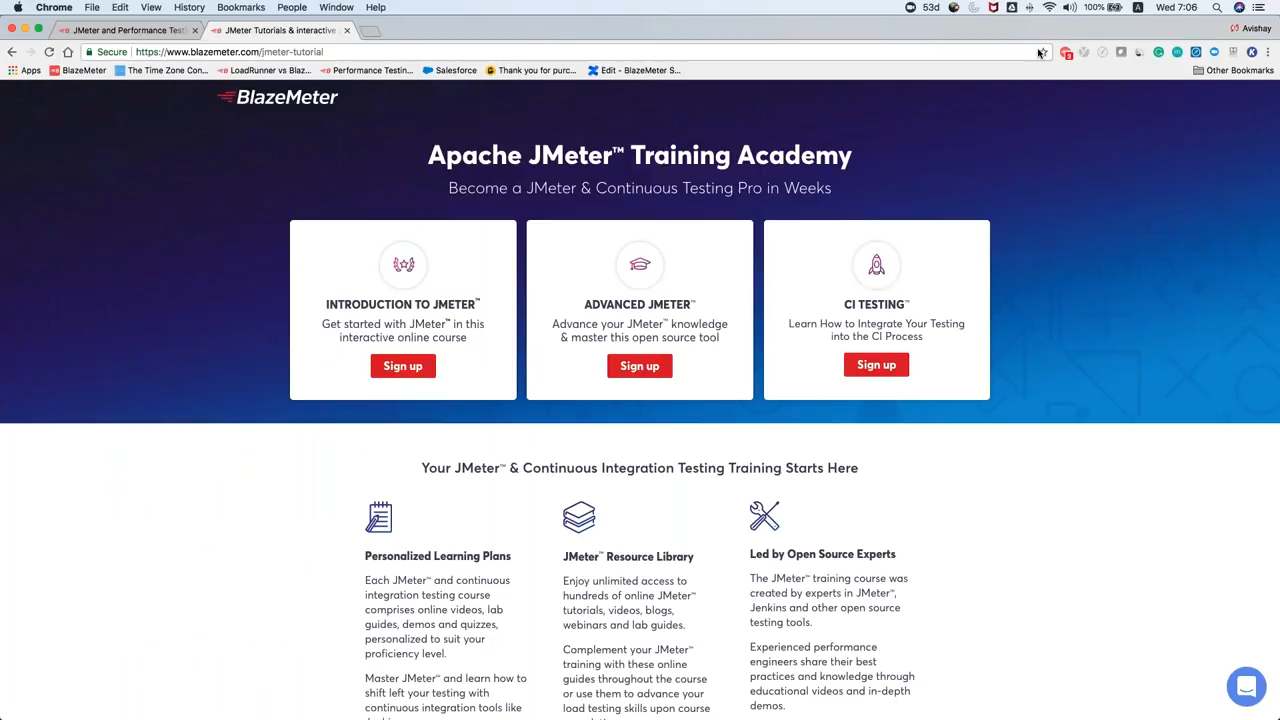 Chrome File Edit View History Bookmarks People Window Help 53d 100% Wed 7:06
JMeter and Performance Testi × JMeter Tutorials & interactive × Avishay
Secure https://www.blazemeter.com/jmeter-tutorial
Apps BlazeMeter The Time Zone Con... LoadRunner vs Blaz... Performance Testin... Salesforce Thank you for purc... Edit - BlazeMeter S... Other Bookmarks
BlazeMeter
Apache JMeter™ Training Academy
Become a JMeter & Continuous Testing Pro in Weeks
INTRODUCTION TO JMETER™
Get started with JMeter™ in this
interactive online course
Sign up
ADVANCED JMETER™
Advance your JMeter™ knowledge
& master this open source tool
Sign up
CI TESTING™
Learn How to Integrate Your Testing
into the CI Process
Sign up
Your JMeter™ & Continuous Integration Testing Training Starts Here
Personalized Learning Plans
Each JMeter™ and continuous
integration testing course
comprises online videos, lab
guides, demos and quizzes,
personalized to suit your
proficiency level.
Master JMeter™ and learn how to
shift left your testing with
continuous integration tools like
JMeter™ Resource Library
Enjoy unlimited access to
hundreds of online JMeter™
tutorials, videos, blogs,
webinars and lab guides.
Complement your JMeter™
training with these online
guides throughout the course
or use them to advance your
load testing skills upon course
Led by Open Source Experts
The JMeter™ training course was
created by experts in JMeter™,
Jenkins and other open source
testing tools.
Experienced performance
engineers share their best
practices and knowledge through
educational videos and in-depth
demos.